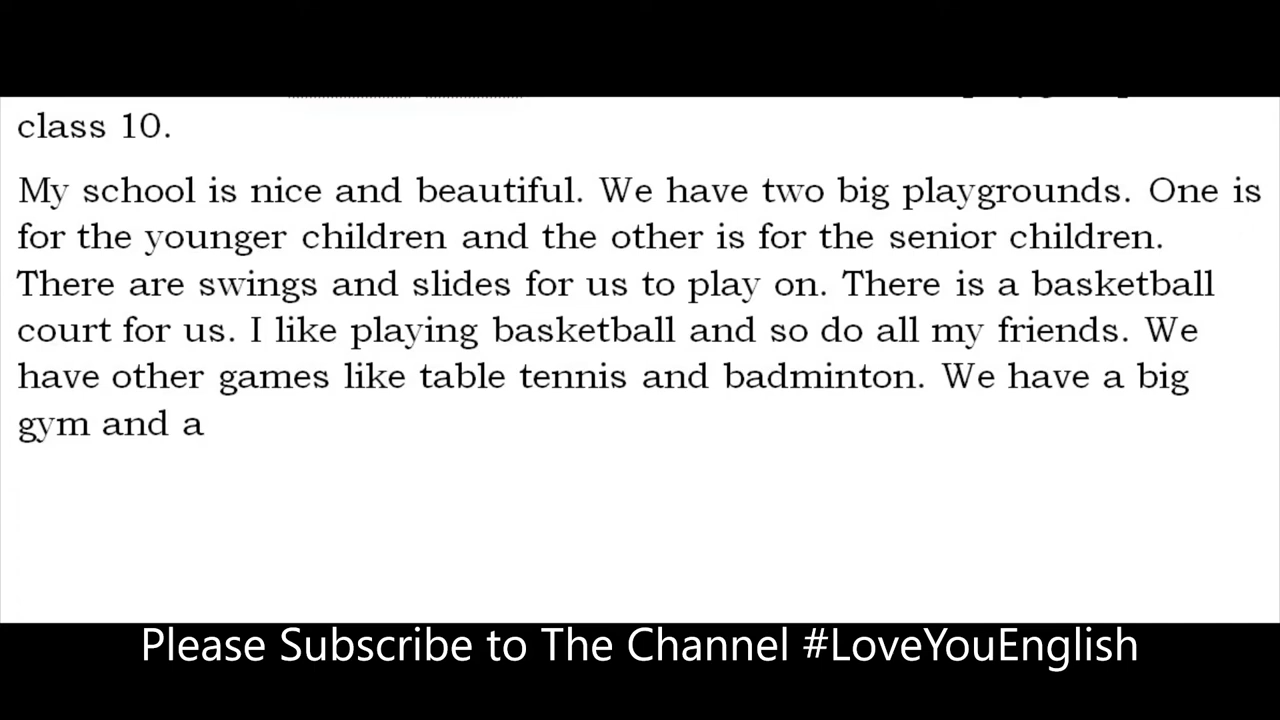 class 10.
My school is nice and beautiful. We have two big playgrounds. One is
for the younger children and the other is for the senior children.
There are swings and slides for us to play on. There is a basketball
court for us. I like playing basketball and so do all my friends. We
have other games like table tennis and badminton. We have a big
gym and a
Please Subscribe to The Channel #LoveYouEnglish